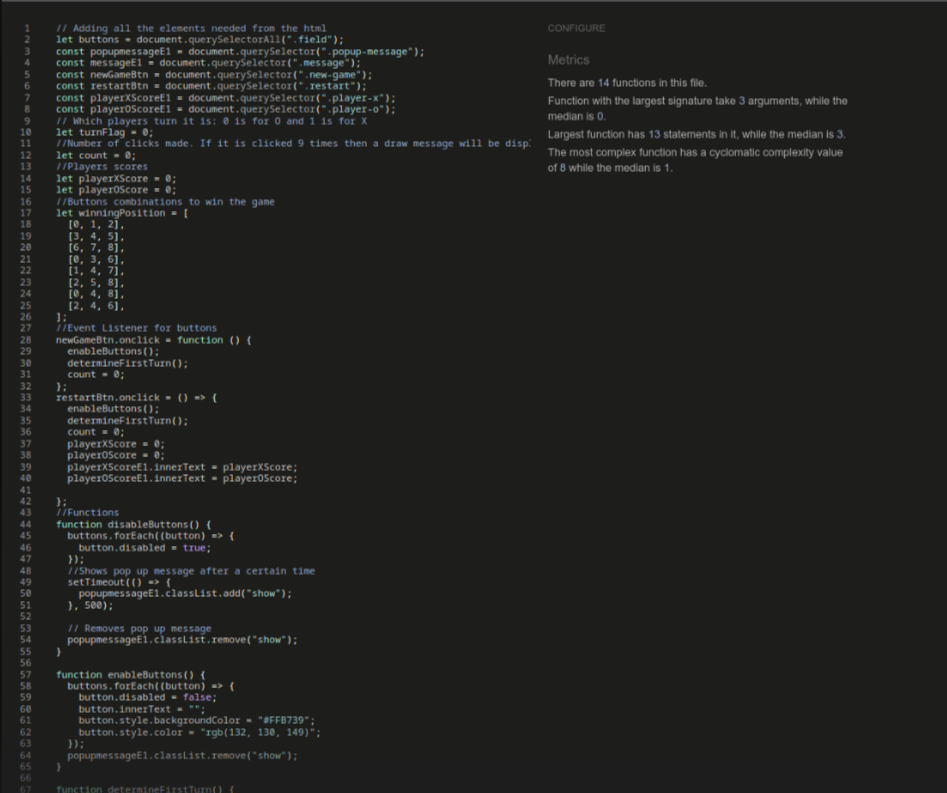 1 // Adding all the elements needed from the html
2 let buttons = document.querySelectorAll(".field");
3 const popupmessageE1 = document.querySelector(".popup-message");
4 const messageE1 = document.querySelector(".message");
5 const newGameBtn = document.querySelector(".new-game");
6 const restartBtn = document.querySelector(".restart");
7 const playerXScoreE1 = document.querySelector(".player-x");
8 const playerOScoreE1 = document.querySelector(".player-o");
9 // Which players turn it is: 0 is for O and 1 is for X
10 let turnFlag = 0;
11 //Number of clicks made. If it is clicked 9 times then a draw message will be displ
12 let count = 0;
13 //Players scores
14 let playerXScore = 0;
15 let playerOScore = 0;
16 //Buttons combinations to win the game
17 let winningPosition = [
18 [0, 1, 2],
19 [3, 4, 5],
20 [6, 7, 8],
21 [0, 3, 6],
22 [1, 4, 7],
23 [2, 5, 8],
24 [0, 4, 8],
25 [2, 4, 6],
26 ];
27 //Event Listener for buttons
28 newGameBtn.onclick = function () {
29 enableButtons();
30 determineFirstTurn();
31 count = 0;
32 };
33 restartBtn.onclick = () => {
34 enableButtons();
35 determineFirstTurn();
36 count = 0;
37 playerXScore = 0;
38 playerOScore = 0;
39 playerXScoreE1.innerText = playerXScore;
40 playerOScoreE1.innerText = playerOScore;
41
42 };
43 //Functions
44 function disableButtons() {
45 buttons.forEach((button) => {
46 button.disabled = true;
47 });
48 //Shows pop up message after a certain time
49 setTimeout(() => {
50 popupmessageE1.classList.add("show");
51 }, 500);
52
53 // Removes pop up message
54 popupmessageE1.classList.remove("show");
55 }
56
57 function enableButtons() {
58 buttons.forEach((button) => {
59 button.disabled = false;
60 button.innerText = "";
61 button.style.backgroundColor = "#FFB739";
62 button.style.color = "rgb(132, 130, 149)";
63 });
64 popupmessageE1.classList.remove("show");
65 }
66
67 function determineFirstTurn() {
CONFIGURE
Metrics
There are 14 functions in this file.
Function with the largest signature take 3 arguments, while the
median is 0.
Largest function has 13 statements in it, while the median is 3.
The most complex function has a cyclomatic complexity value
of 8 while the median is 1.